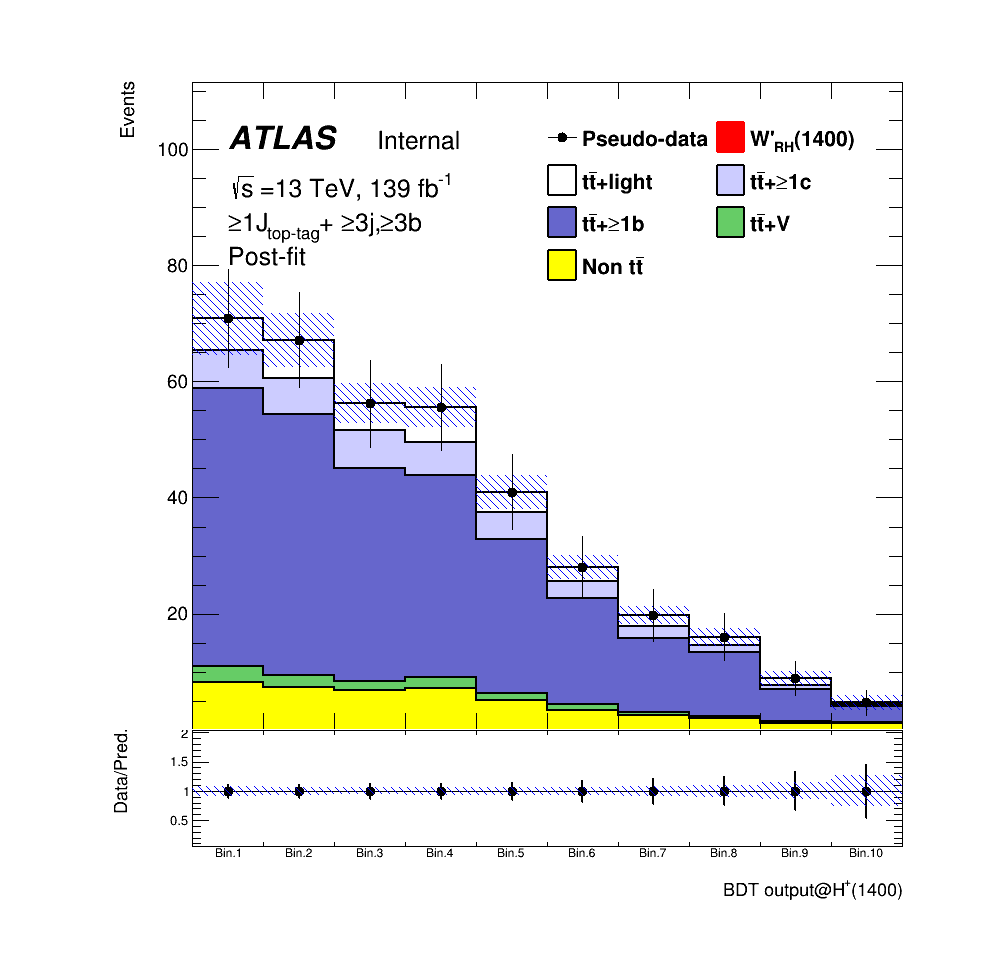 Events
100
80
60
40
20
ATLAS Internal
√s =13 TeV, 139 fb⁻¹
≥1J_top-tag+ ≥3j,≥3b
Post-fit
Pseudo-data
W'_RH(1400)
tt̄+light
tt̄+≥1c
tt̄+≥1b
tt̄+V
Non tt̄
Data/Pred.
2
1.5
1
0.5
Bin.1 Bin.2 Bin.3 Bin.4 Bin.5 Bin.6 Bin.7 Bin.8 Bin.9 Bin.10
BDT output@H⁺(1400)